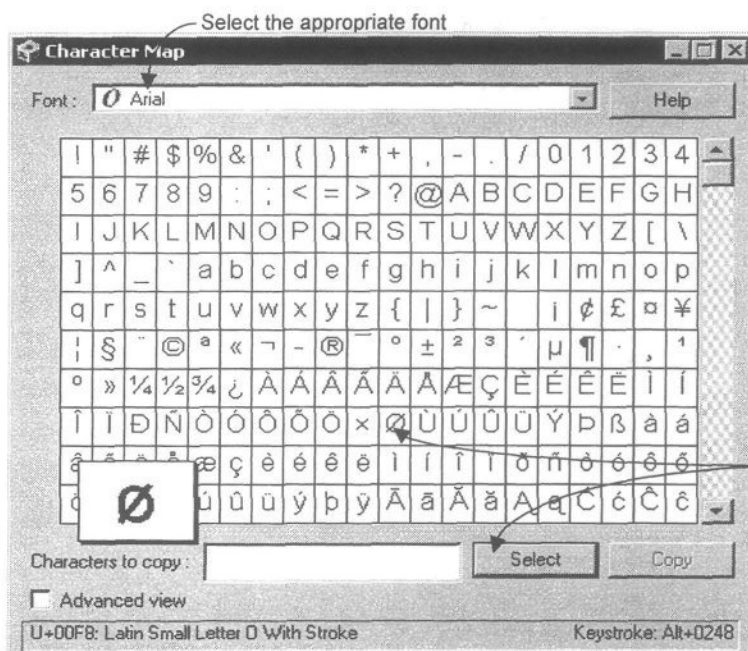 Select the appropriate font
Character Map
Font : O Arial Help
! " # $ % & ' ( ) * + , - . / 0 1 2 3 4
5 6 7 8 9 : ; < = > ? @ A B C D E F G H
I J K L M N O P Q R S T U V W X Y Z [ \
] ^ _ ` a b c d e f g h i j k l m n o p
q r s t u v w x y z { | } ~ ¡ ¢ £ ¤ ¥
¦ § ¨ © ª « ¬ - ® ¯ ° ± ² ³ ´ µ ¶ · ¸ ¹
º » ¼ ½ ¾ ¿ À Á Â Ã Ä Å Æ Ç È É Ê Ë Ì Í
Î Ï Ð Ñ Ò Ó Ô Õ Ö × Ø Ù Ú Û Ü Ý Þ ß à á
æ ç è é ê ë ì í î ï ð ñ ò ó ô õ
ø
ú û ü ý þ ÿ Ā ā Ă ă Ą ą Ć ć Ĉ ĉ
Characters to copy : Select Copy
Advanced view
U+00F8: Latin Small Letter O With Stroke Keystroke: Alt+0248